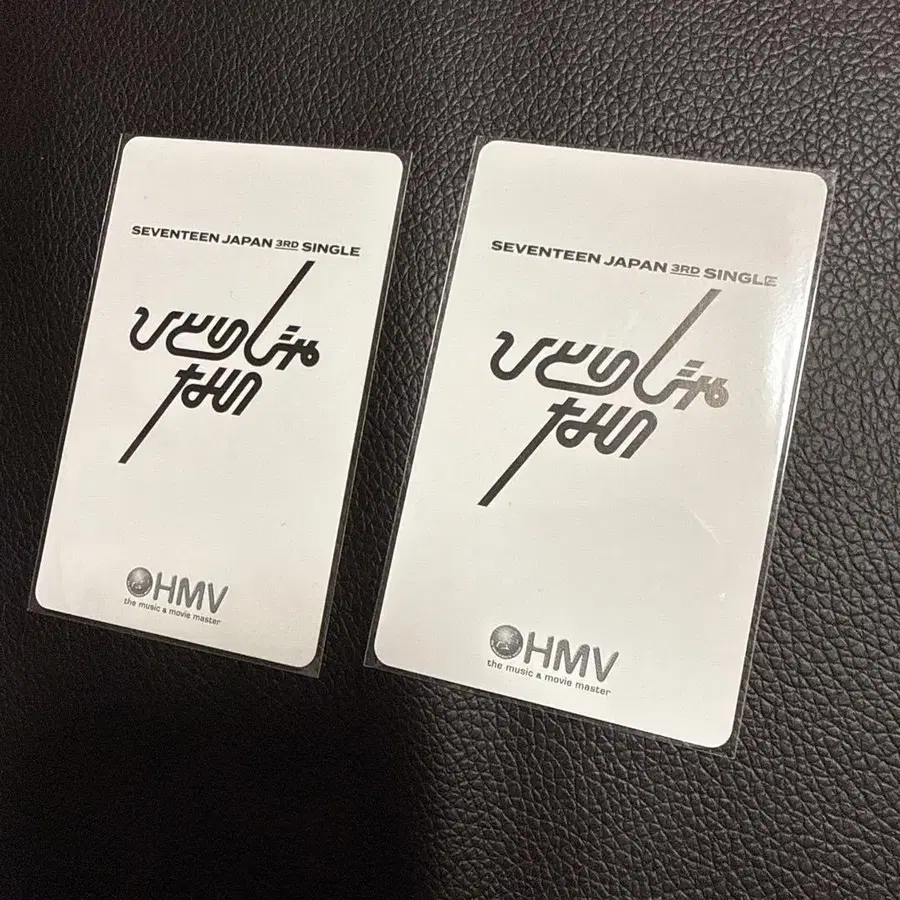 SEVENTEEN JAPAN 3RD SINGLE
ひとりじゃ
ない
HMV
the music & movie master
SEVENTEEN JAPAN 3RD SINGLE
ひとりじゃ
ない
HMV
the music & movie master